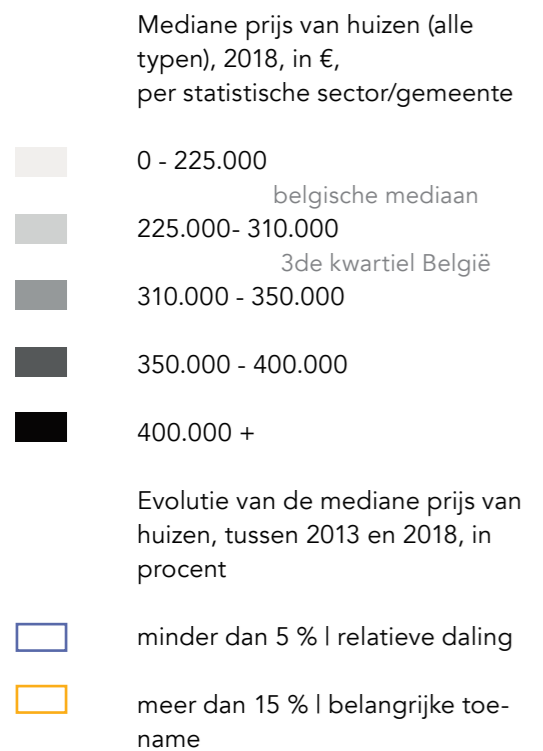 Mediane prijs van huizen (alle
typen), 2018, in €,
per statistische sector/gemeente
0 - 225.000
belgische mediaan
225.000- 310.000
3de kwartiel België
310.000 - 350.000
350.000 - 400.000
400.000 +
Evolutie van de mediane prijs van
huizen, tussen 2013 en 2018, in
procent
minder dan 5 % l relatieve daling
meer dan 15 % l belangrijke toe-
name